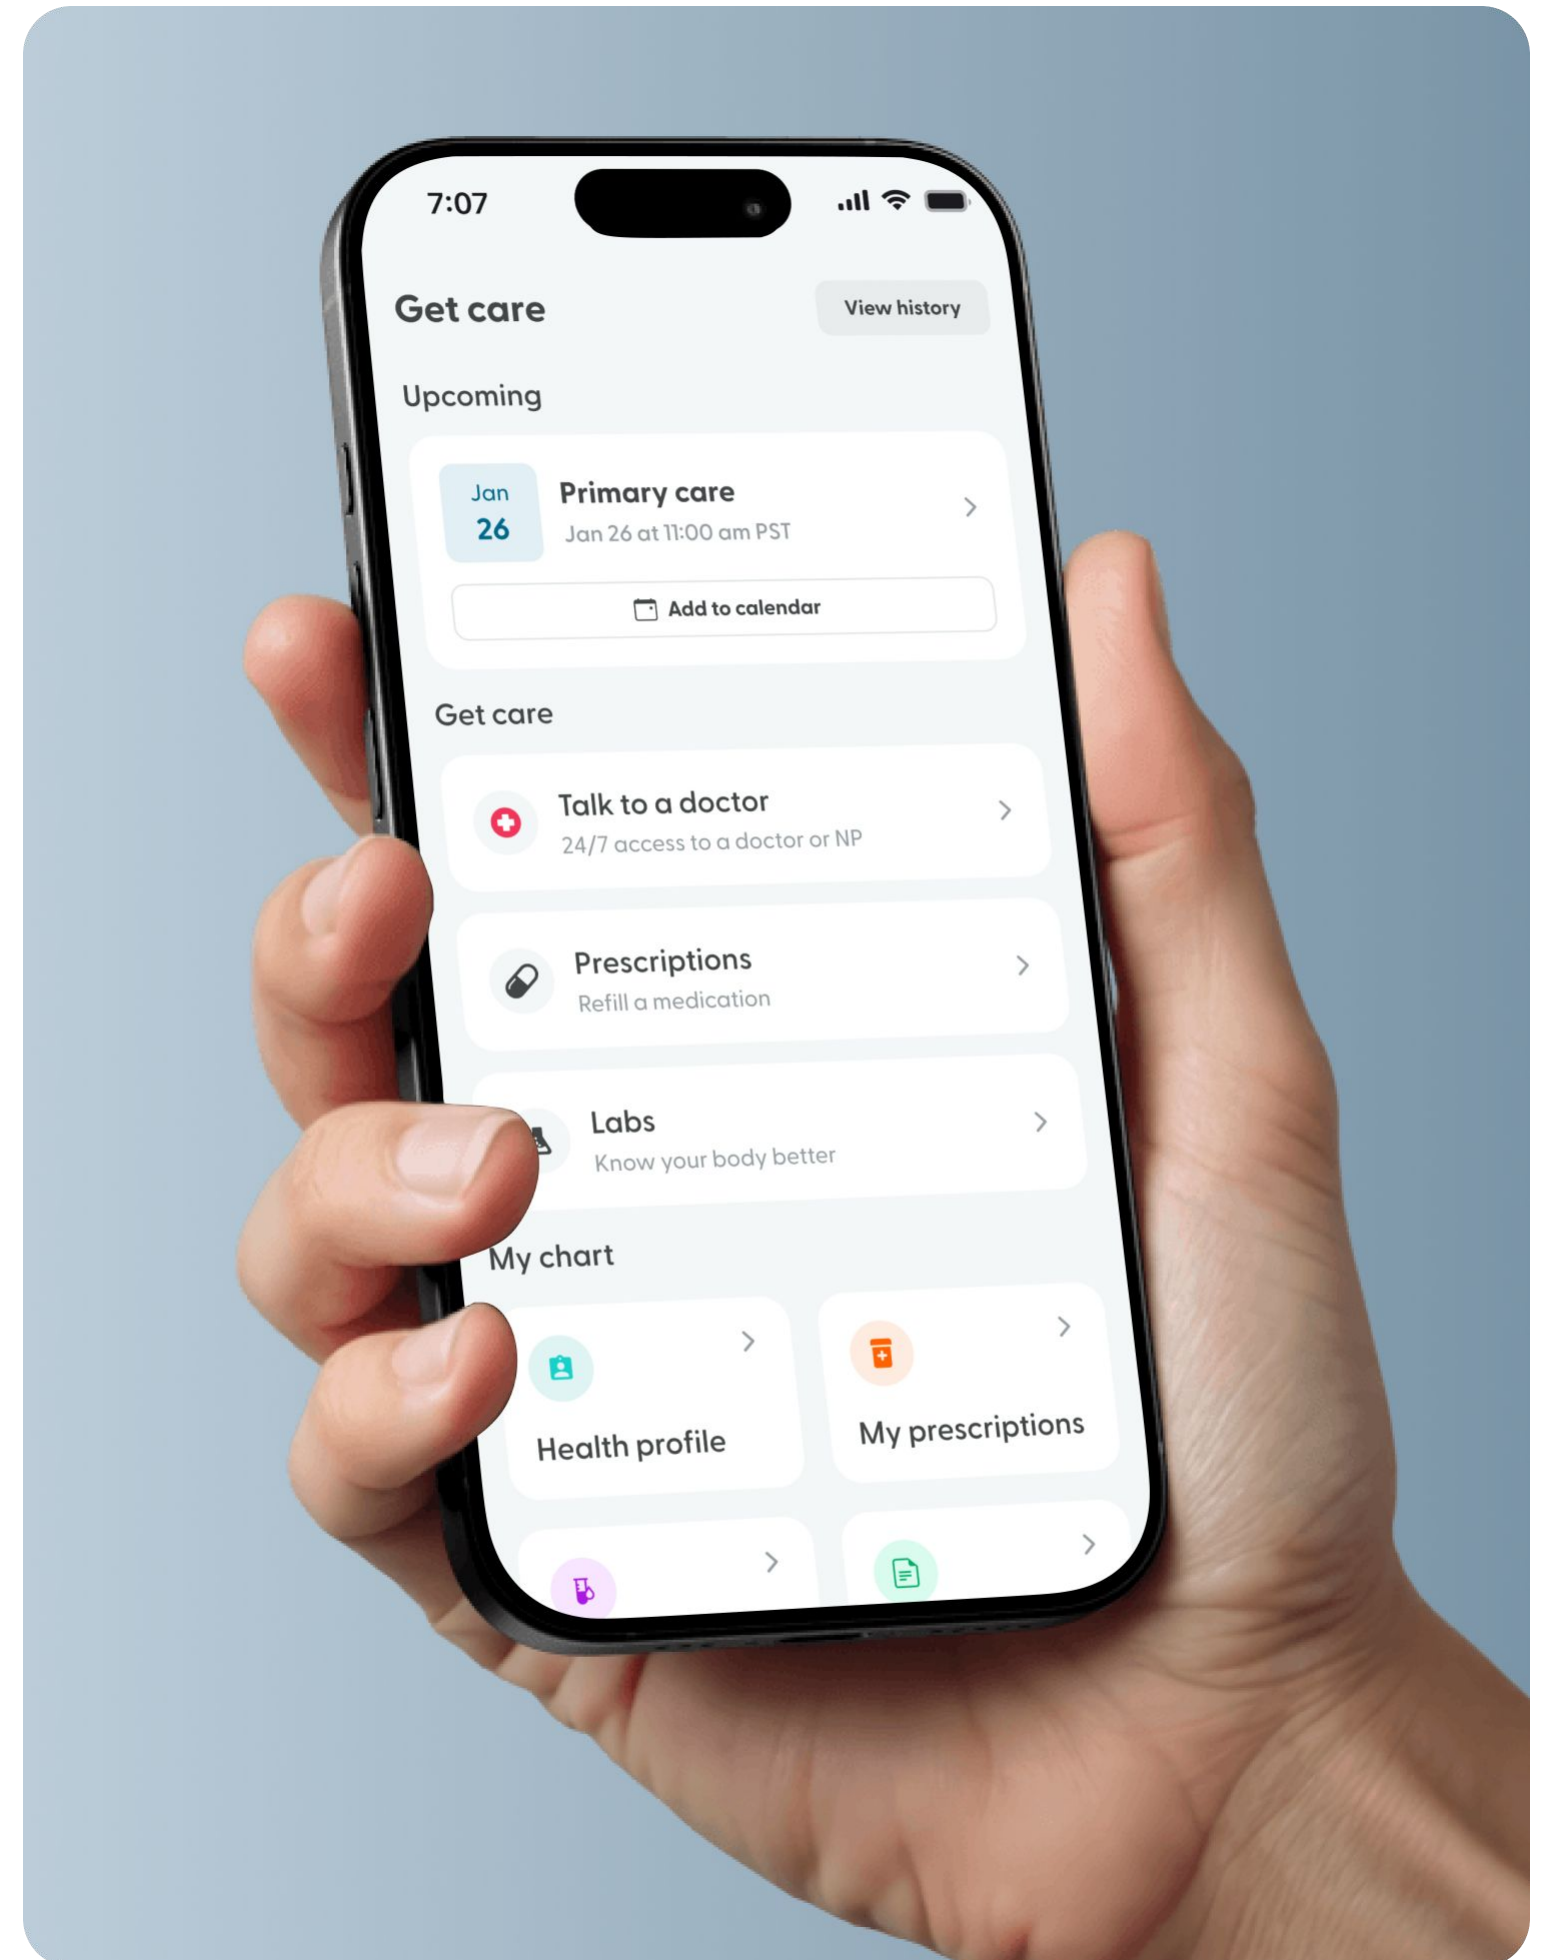 7:07
Get care
View history
Upcoming
Jan
26
Primary care
Jan 26 at 11:00 am PST
Add to calendar
Get care
Talk to a doctor
24/7 access to a doctor or NP
Prescriptions
Refill a medication
Labs
Know your body better
My chart
Health profile
My prescriptions